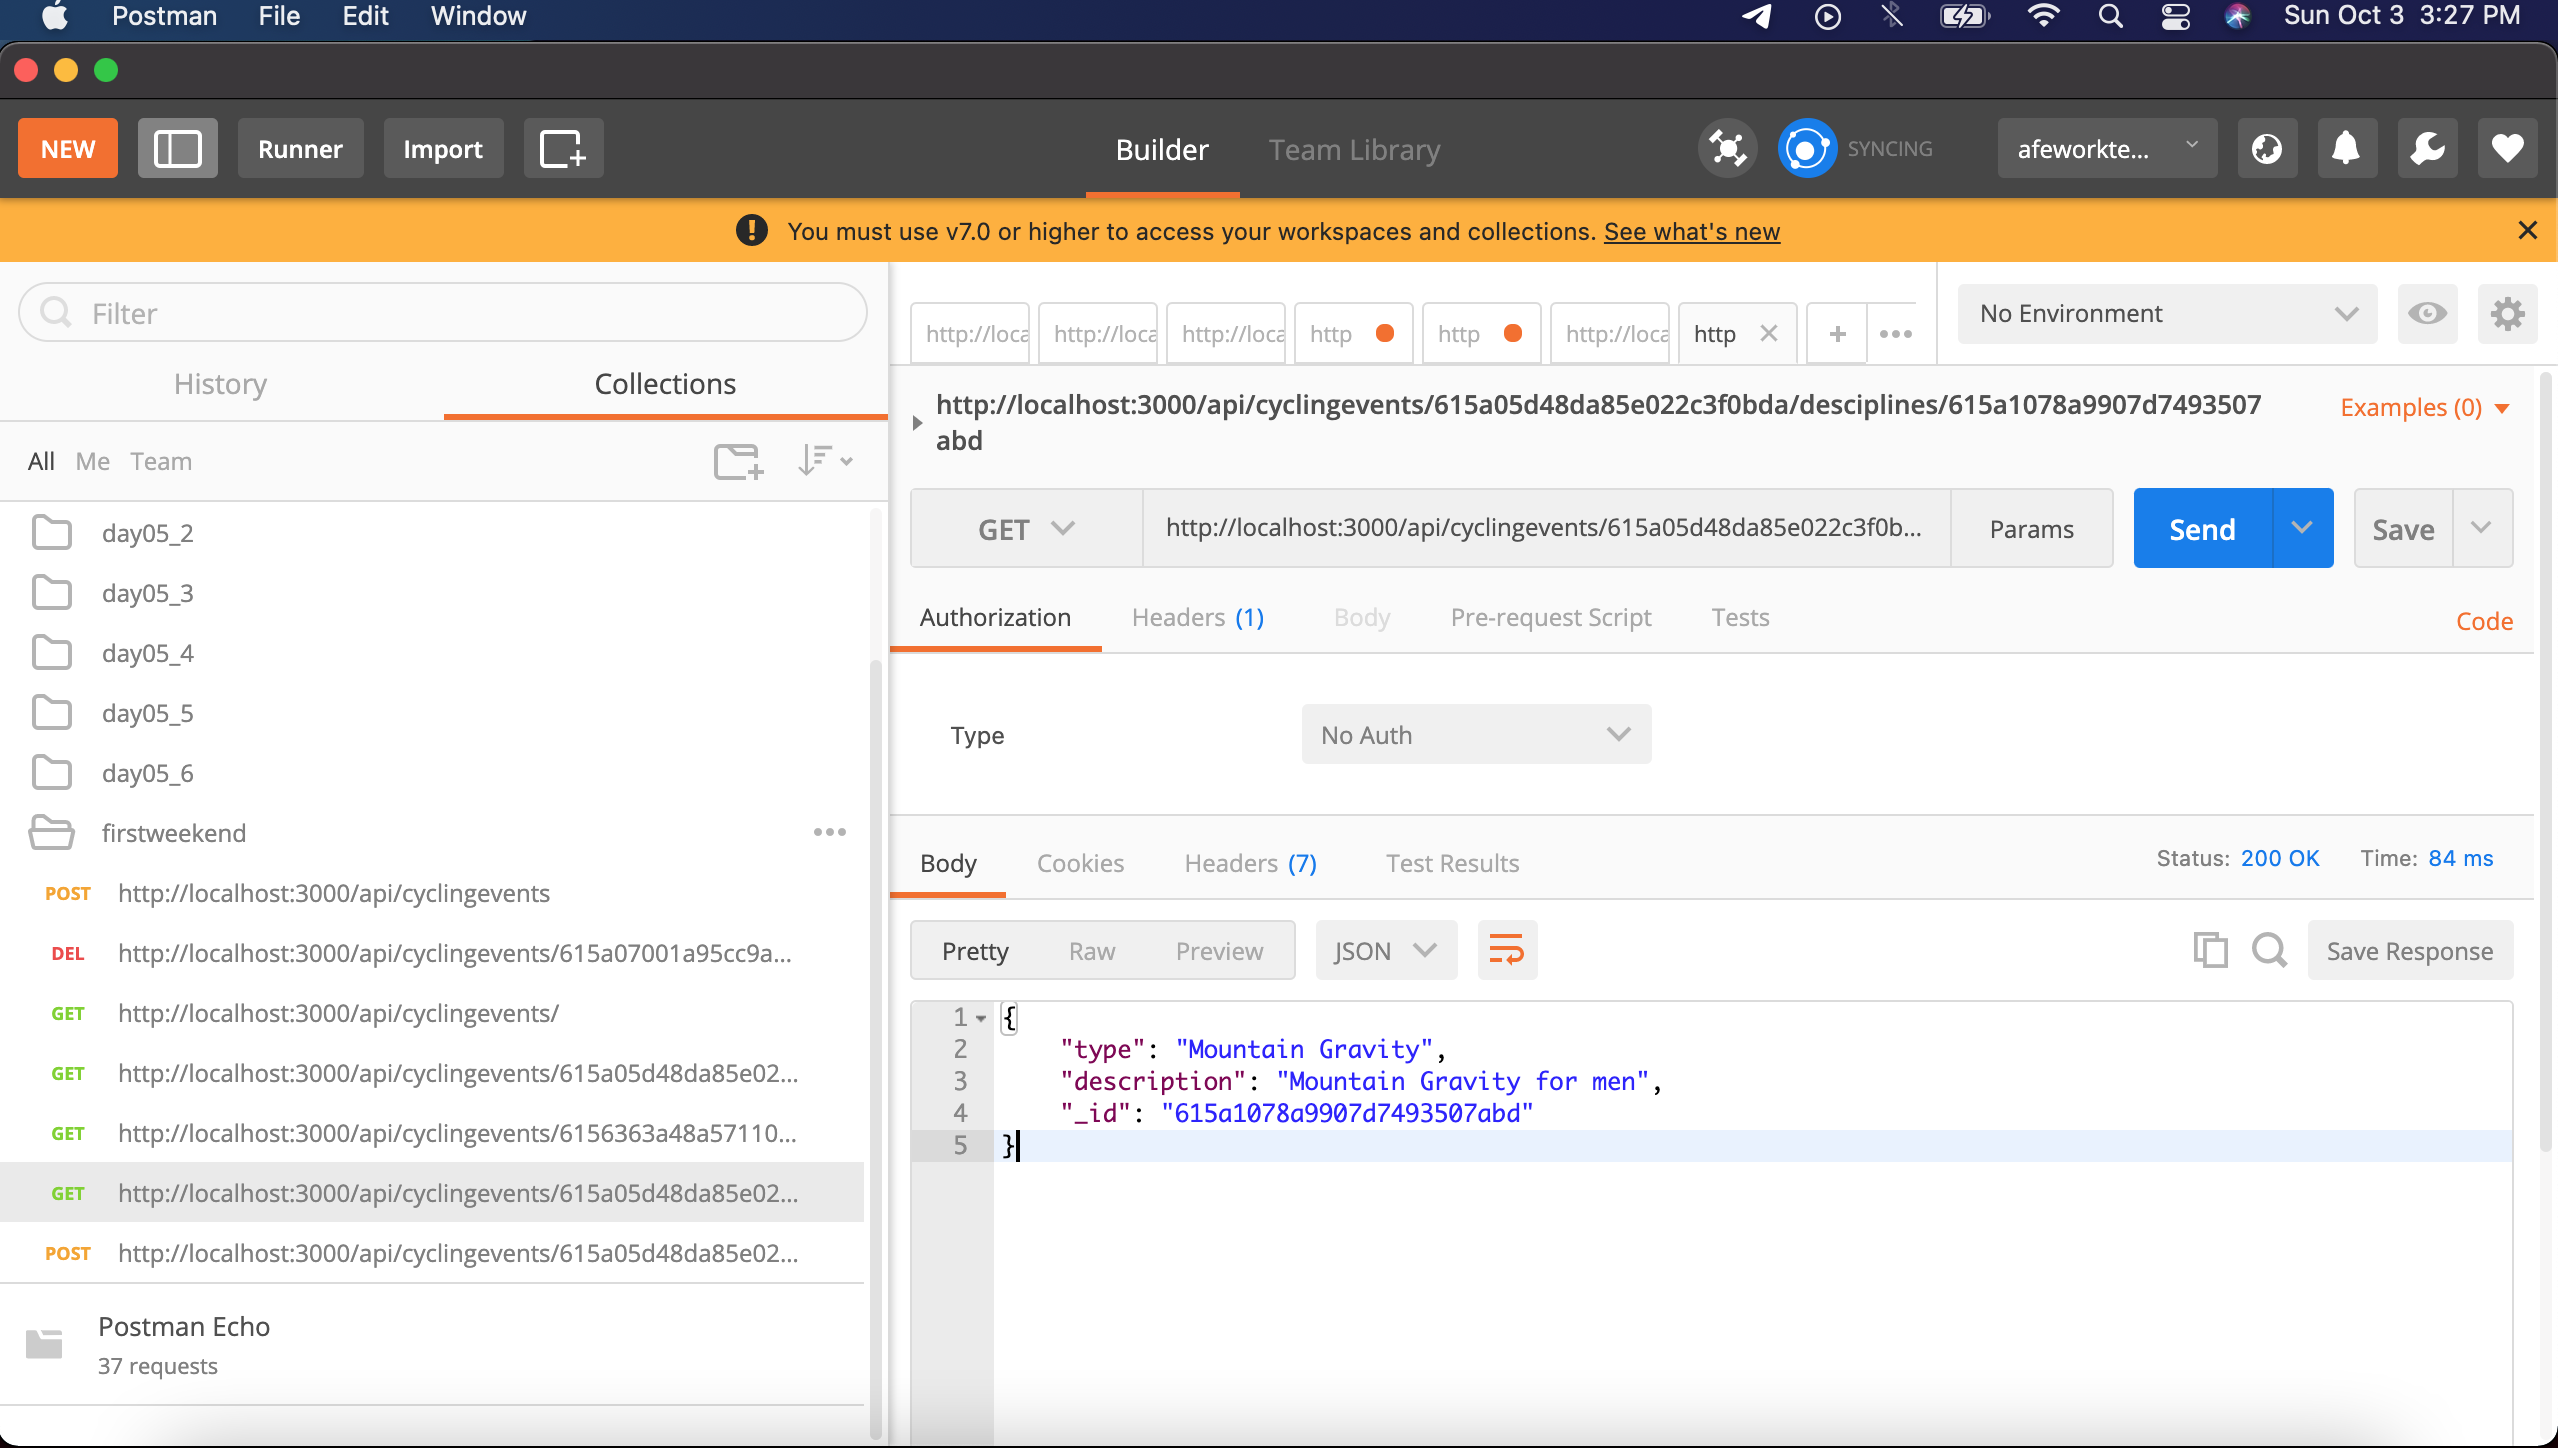 Postman File Edit Window Sun Oct 3 3:27 PM
NEW Runner Import Builder Team Library SYNCING afeworkte...
You must use v7.0 or higher to access your workspaces and collections. See what's new
Filter
http://loca http://loca http://loca http http http://loca http + •••
No Environment
History Collections
http://localhost:3000/api/cyclingevents/615a05d48da85e022c3f0bda/desciplines/615a1078a9907d7493507
abd
Examples (0)
All Me Team
GET http://localhost:3000/api/cyclingevents/615a05d48da85e022c3f0b... Params Send Save
day05_2
day05_3
day05_4
day05_5
day05_6
firstweekend
POST http://localhost:3000/api/cyclingevents
DEL http://localhost:3000/api/cyclingevents/615a07001a95cc9a...
GET http://localhost:3000/api/cyclingevents/
GET http://localhost:3000/api/cyclingevents/615a05d48da85e02...
GET http://localhost:3000/api/cyclingevents/6156363a48a57110...
GET http://localhost:3000/api/cyclingevents/615a05d48da85e02...
POST http://localhost:3000/api/cyclingevents/615a05d48da85e02...
Postman Echo
37 requests
Authorization Headers (1) Body Pre-request Script Tests Code
Type No Auth
Body Cookies Headers (7) Test Results Status: 200 OK Time: 84 ms
Pretty Raw Preview JSON Save Response
1 {
2 "type": "Mountain Gravity",
3 "description": "Mountain Gravity for men",
4 "_id": "615a1078a9907d7493507abd"
5 }